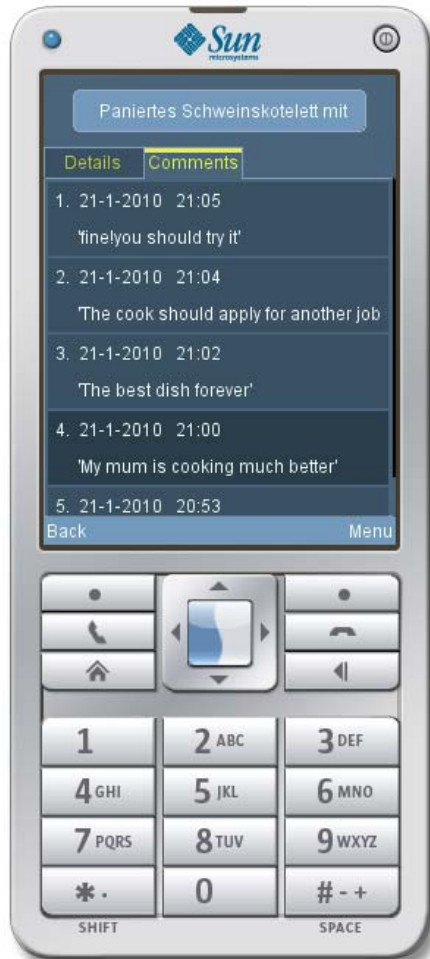 Sun
microsystems
Paniertes Schweinskotelett mit
Details Comments
1. 21-1-2010 21:05
'fine!you should try it'
2. 21-1-2010 21:04
'The cook should apply for another job
3. 21-1-2010 21:02
'The best dish forever'
4. 21-1-2010 21:00
'My mum is cooking much better'
5. 21-1-2010 20:53
Back Menu
1 2 ABC 3 DEF
4 GHI 5 JKL 6 MNO
7 PQRS 8 TUV 9 WXYZ
* . 0 # - +
SHIFT SPACE